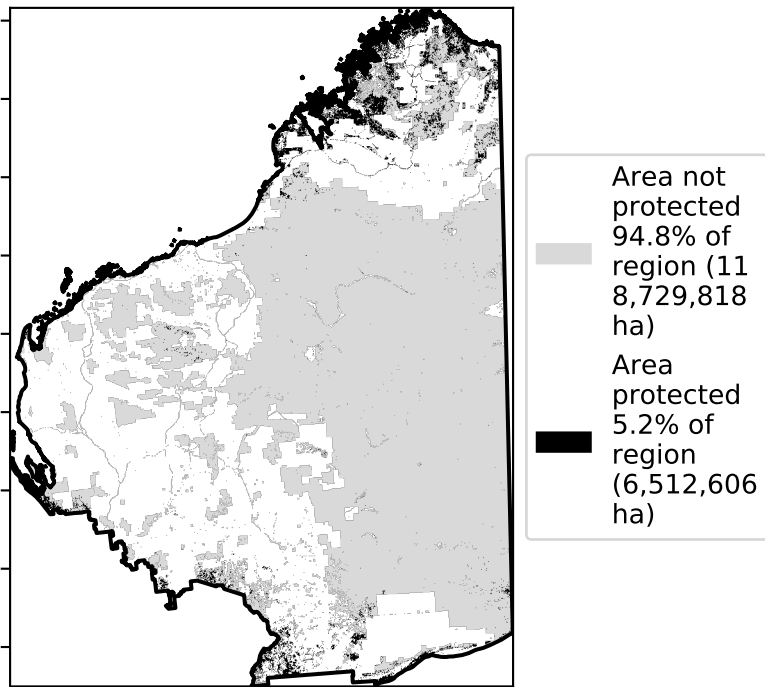 Area not
protected
94.8% of
region (11
8,729,818
ha)
Area
protected
5.2% of
region
(6,512,606
ha)